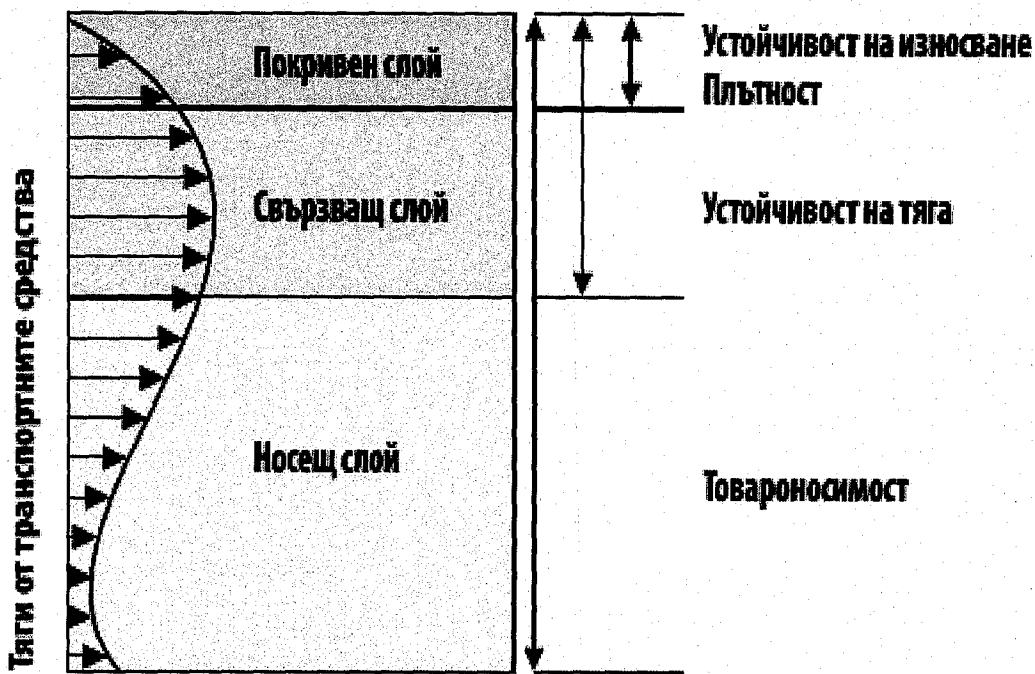 Тяги от транспортните средства
Покривен слой
Свързващ слой
Носещ слой
Устойчивост на износване
Плътност
Устойчивост на тяга
Товароносимост